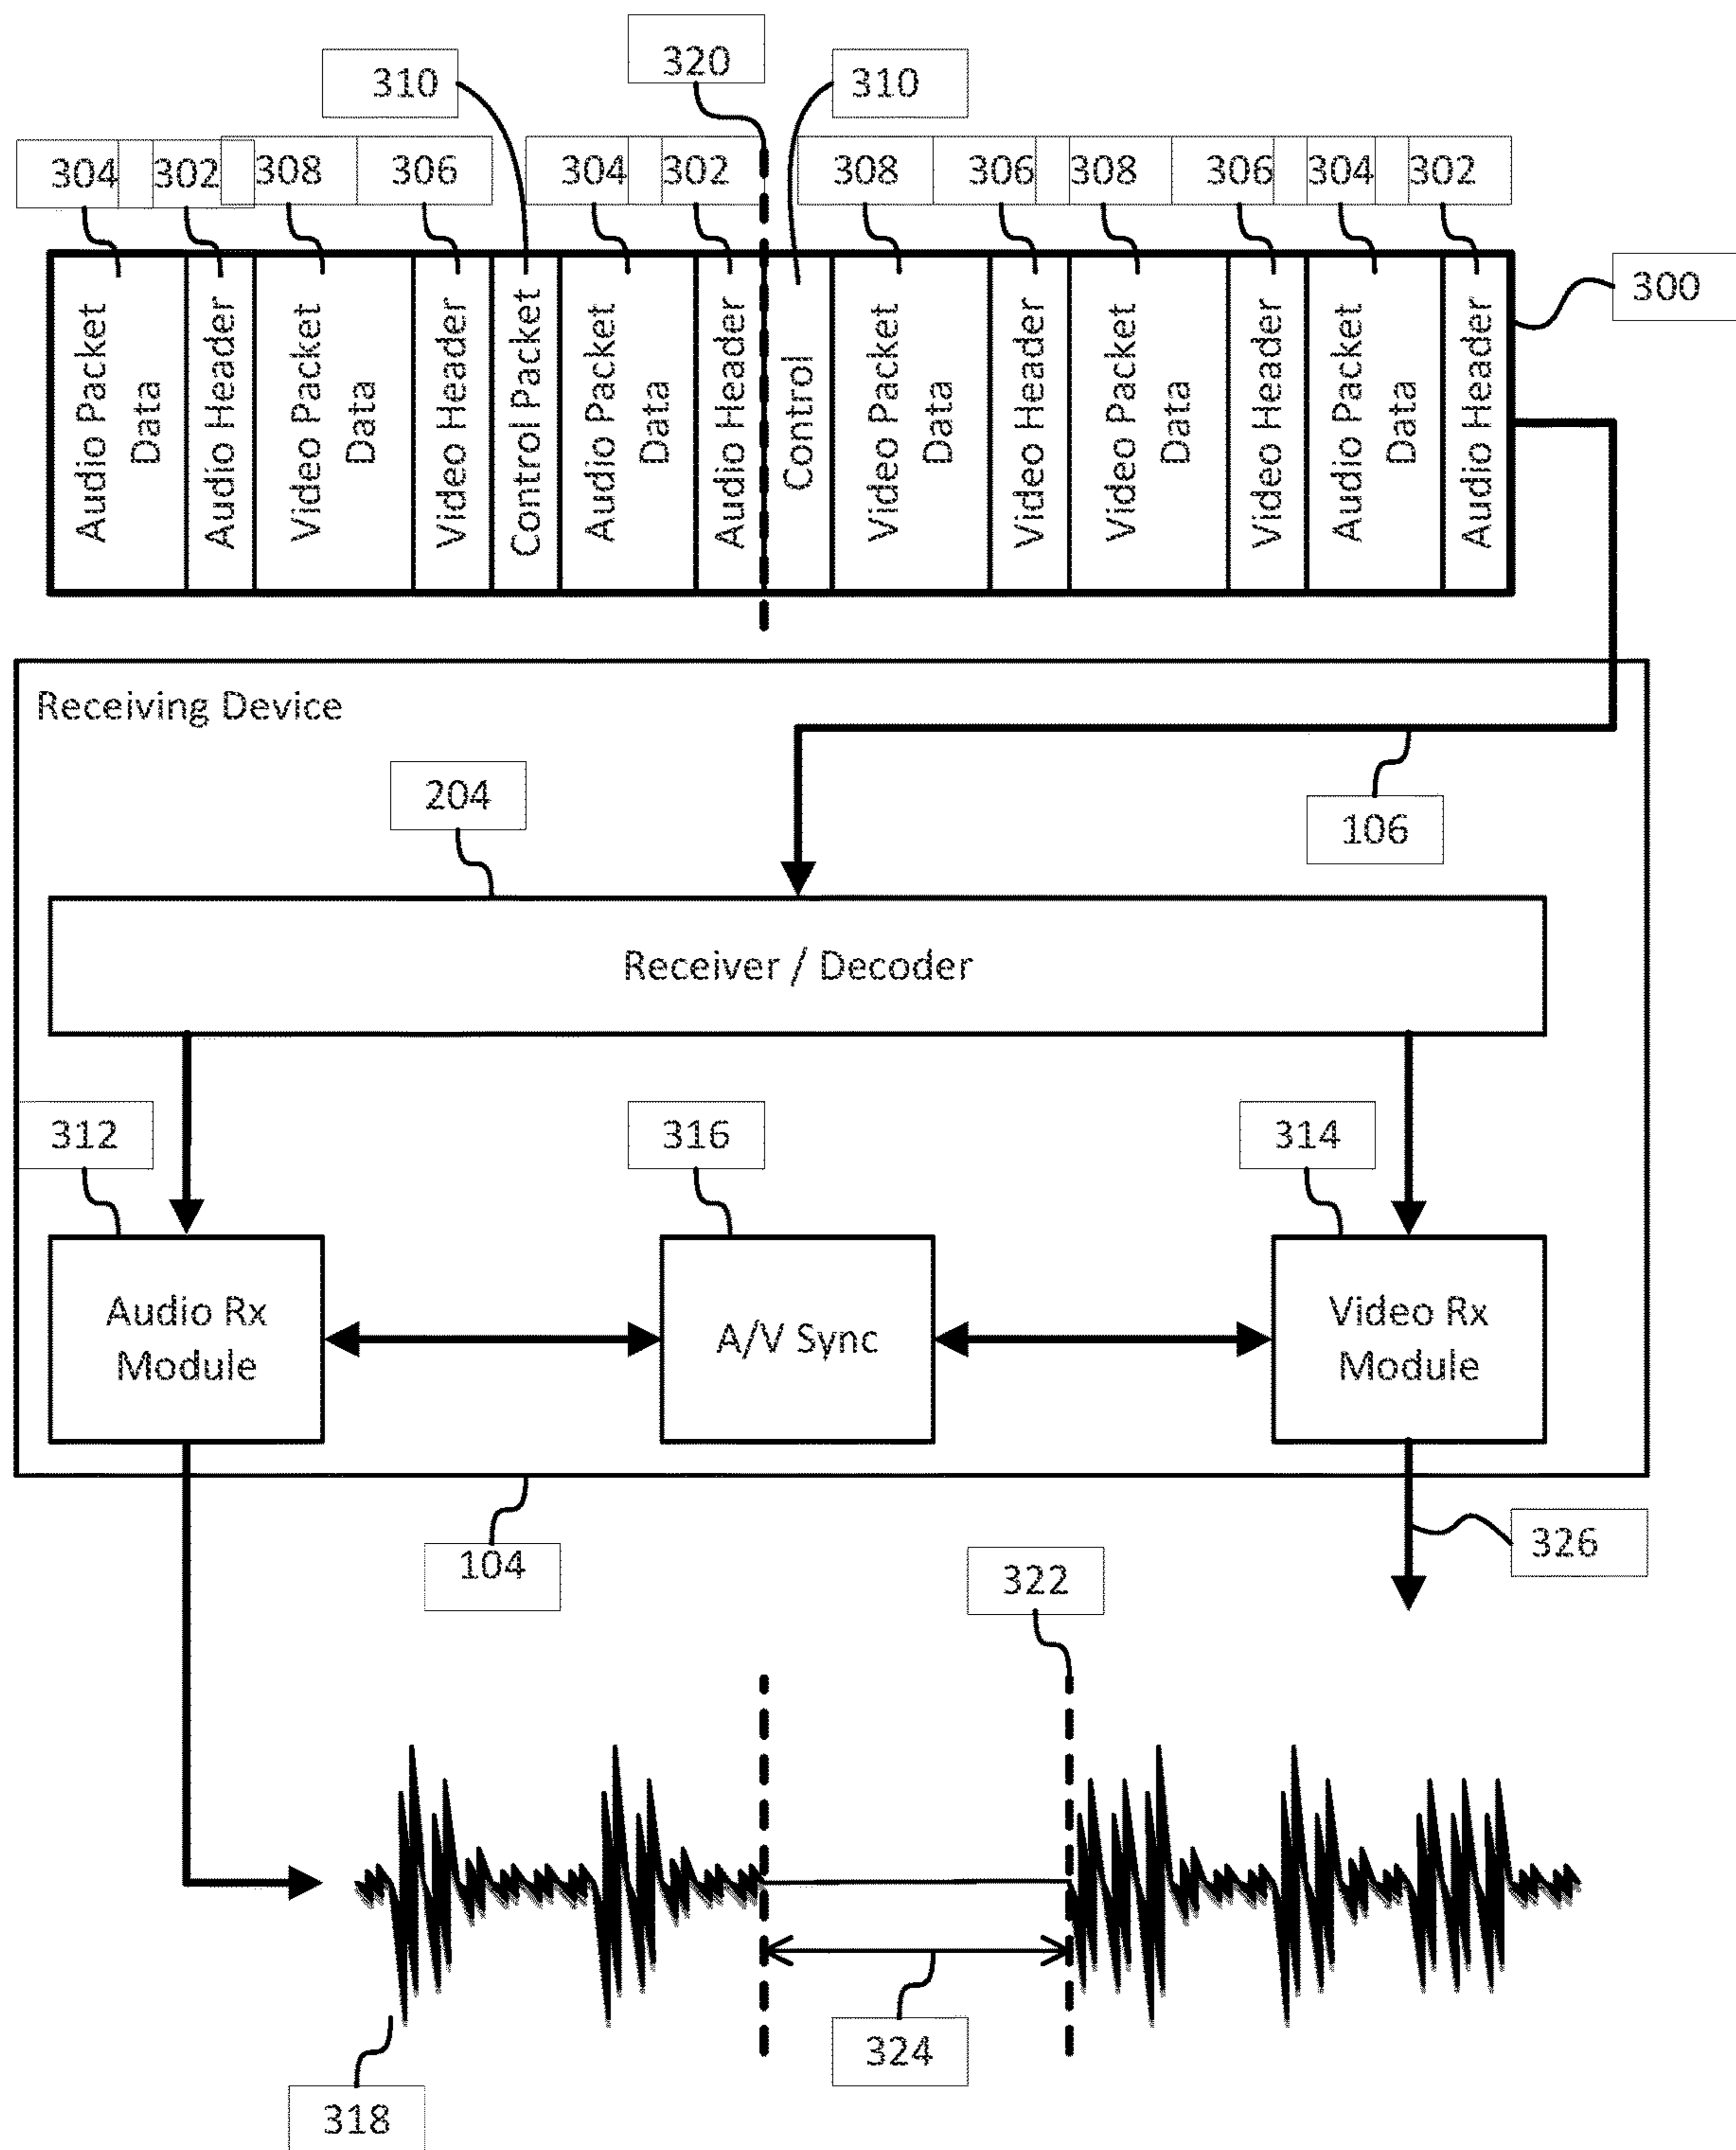 320
310
310
304
302
308
306
304
302
308
306
308
306
304
302
300
Audio Packet
Data
Audio Header
Video Packet
Data
Video Header
Control Packet
Audio Packet
Data
Audio Header
Control
Video Packet
Data
Video Header
Video Packet
Data
Video Header
Audio Packet
Data
Audio Header
Receiving Device
204
106
Receiver / Decoder
312
316
314
Audio Rx
Module
A/V Sync
Video Rx
Module
104
326
322
324
318